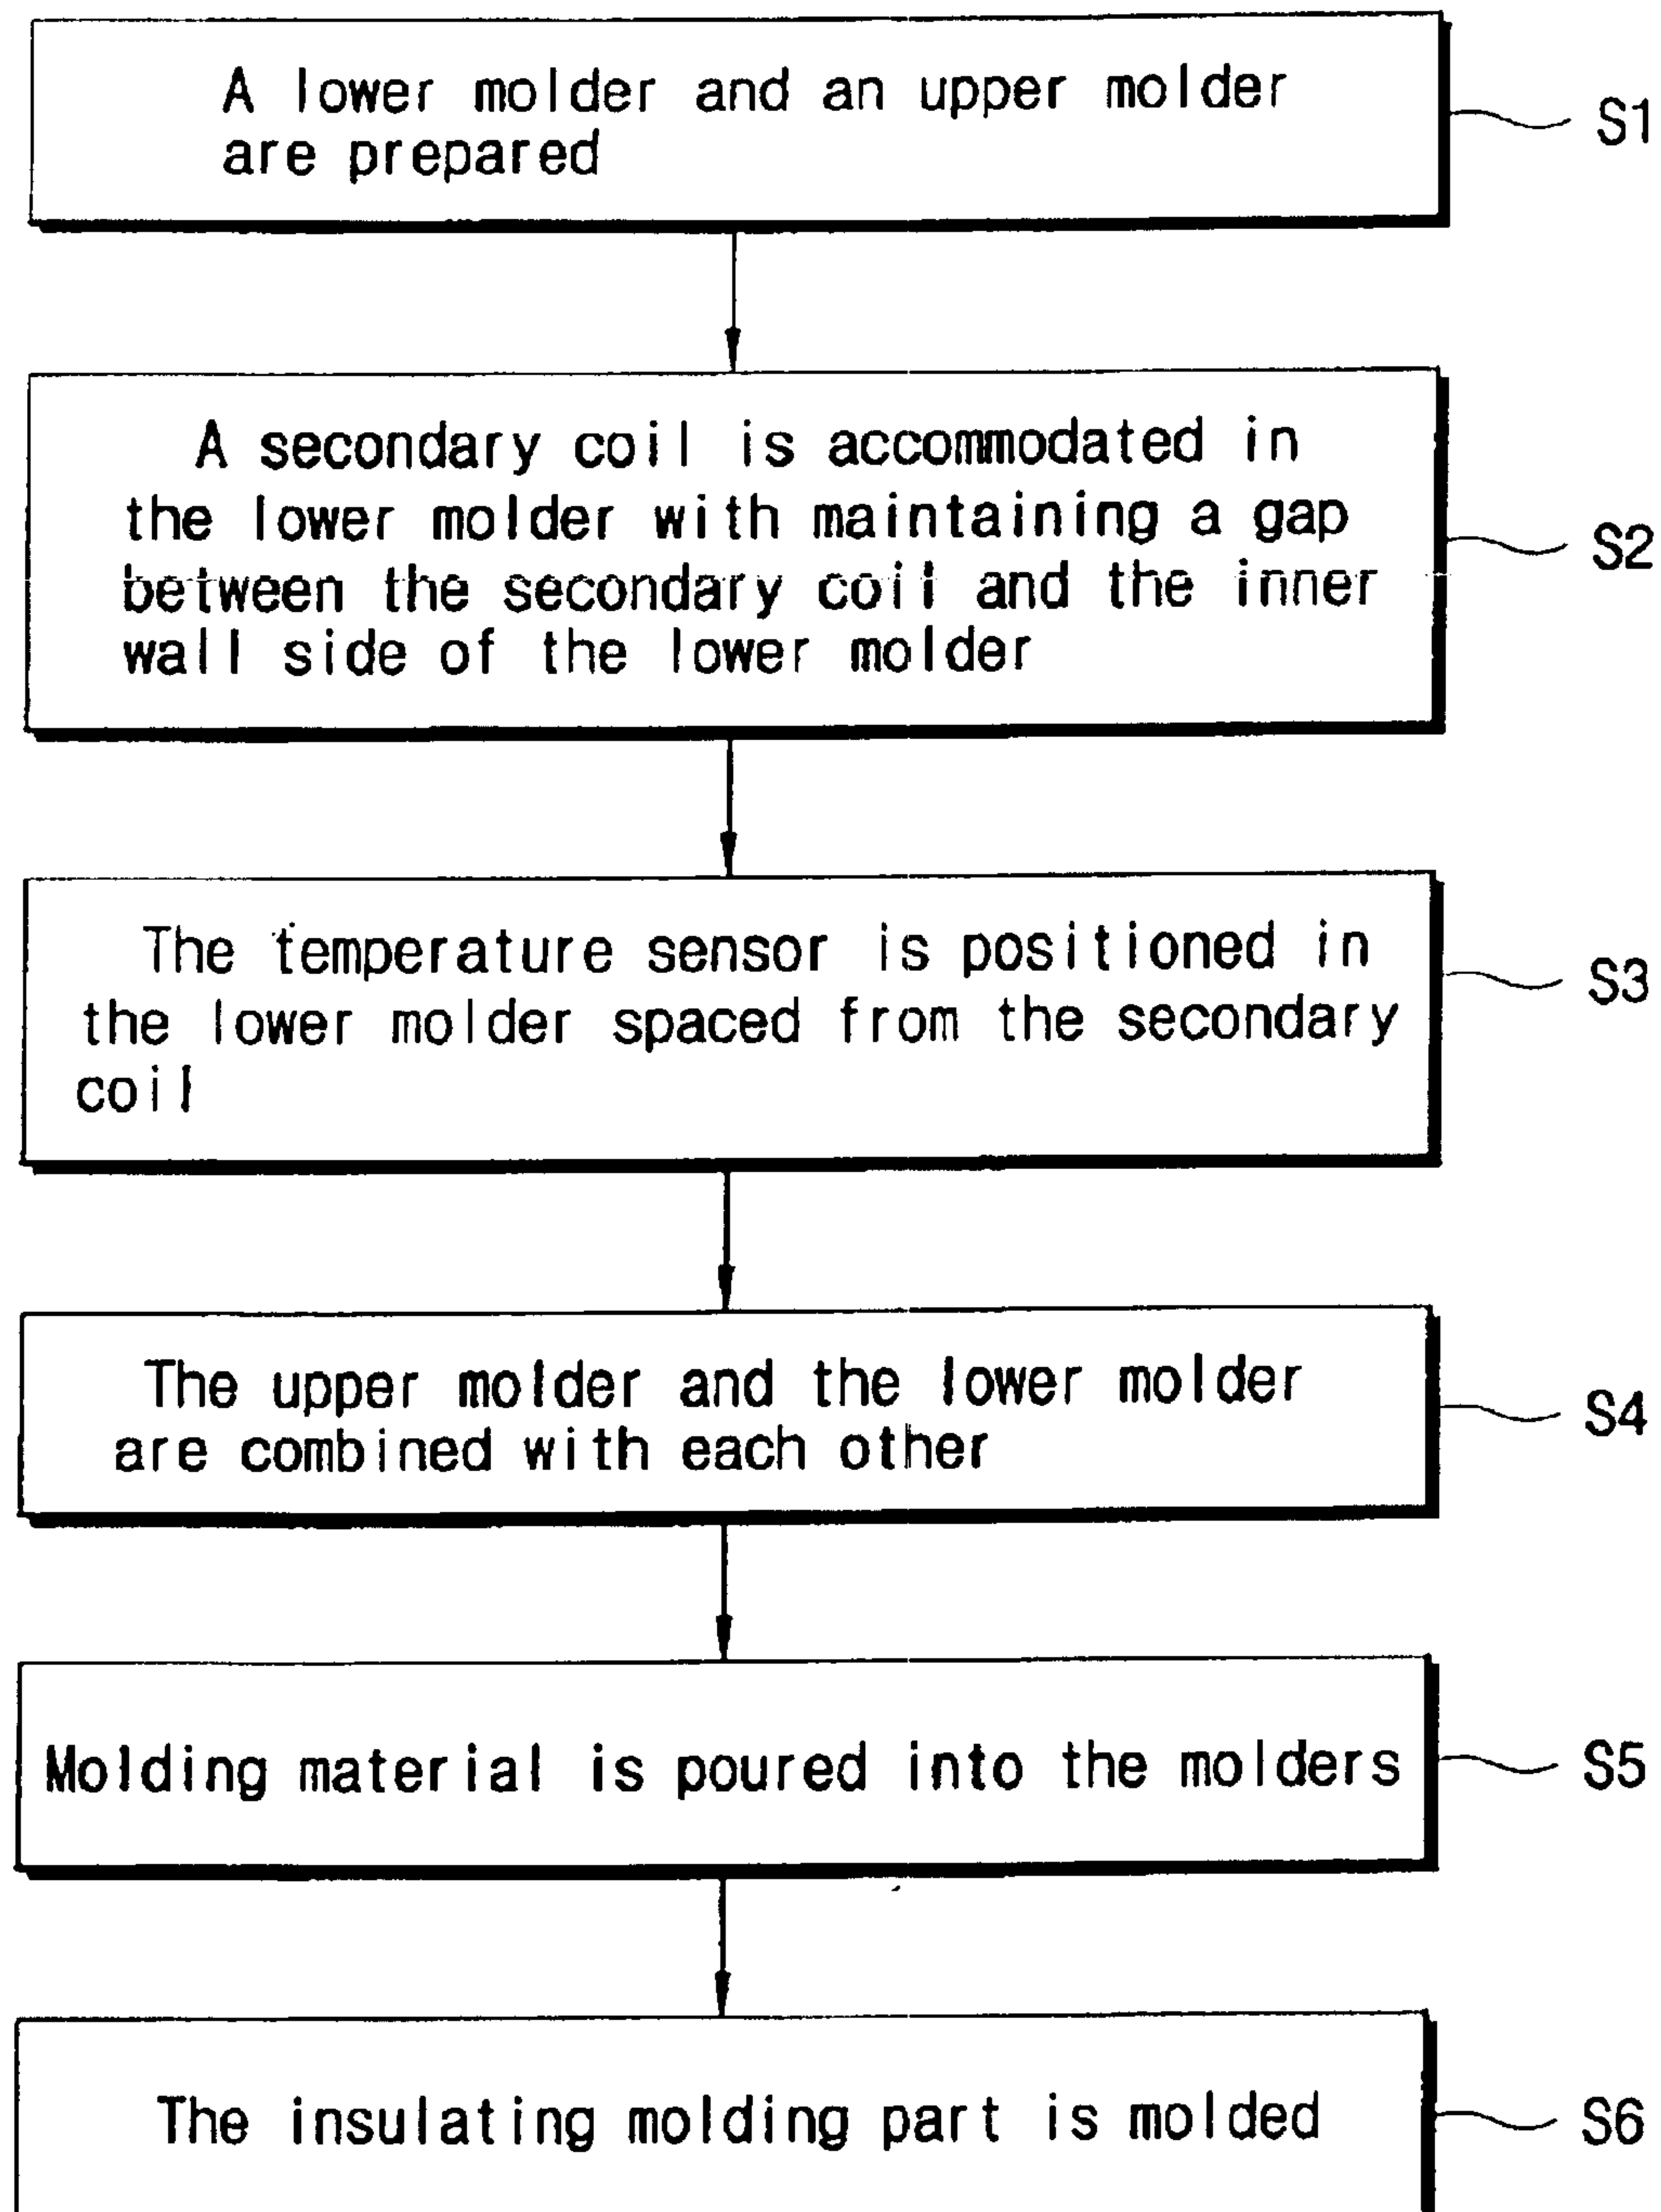 A lower molder and an upper molder
are prepared
S1
A secondary coil is accommodated in
the lower molder with maintaining a gap
between the secondary coil and the inner
wall side of the lower molder
S2
The temperature sensor is positioned in
the lower molder spaced from the secondary
coil
S3
The upper molder and the lower molder
are combined with each other
S4
Molding material is poured into the molders
S5
The insulating molding part is molded
S6